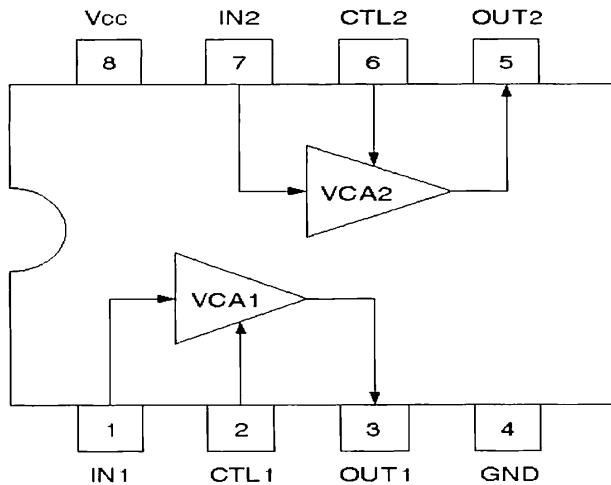 Vcc IN2 CTL2 OUT2
8 7 6 5
VCA2
VCA1
1 2 3 4
IN1 CTL1 OUT1 GND